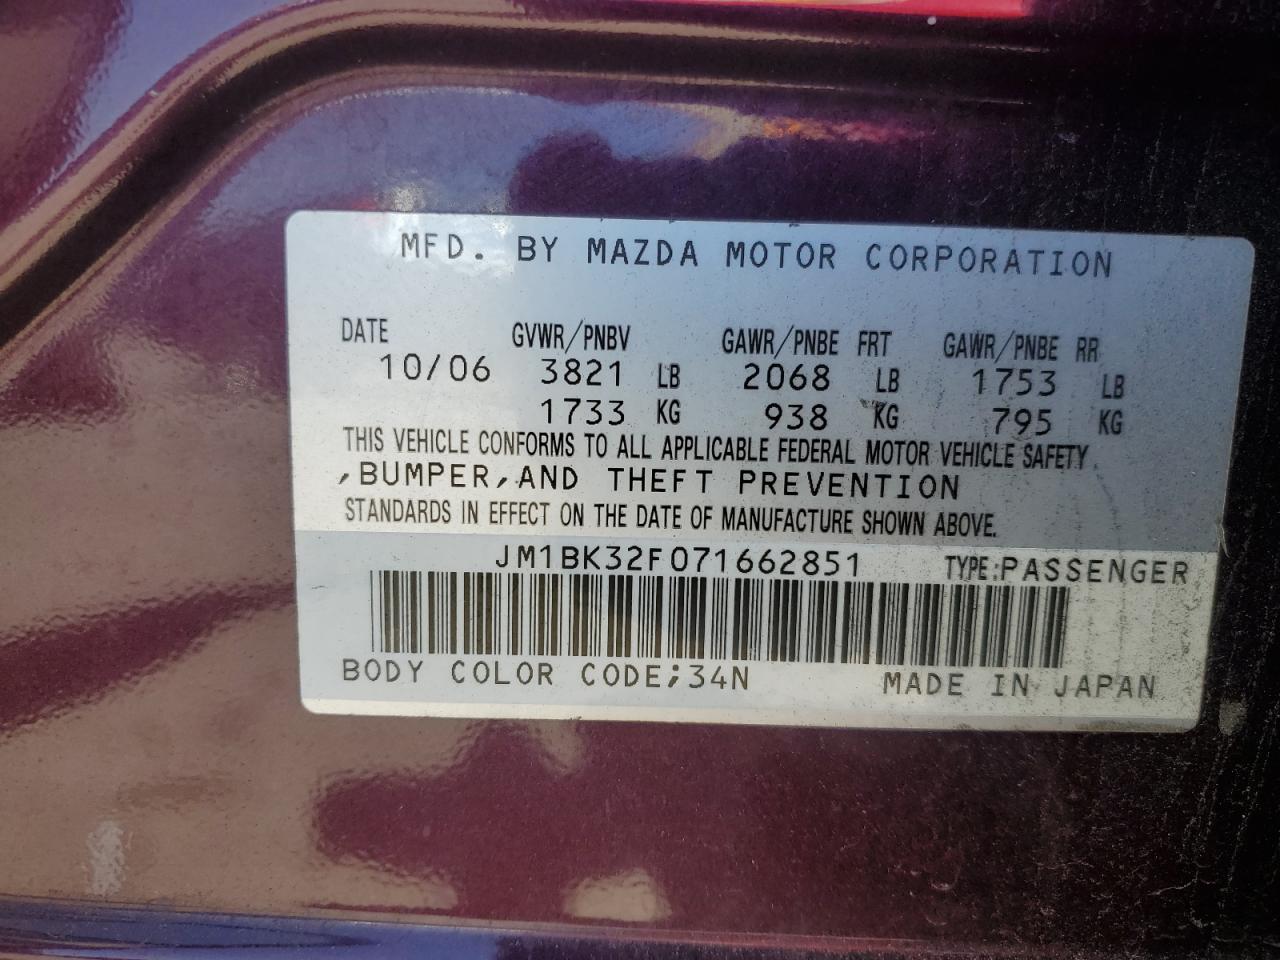 MFD. BY MAZDA MOTOR CORPORATION
DATE GVWR/PNBV GAWR/PNBE FRT GAWR/PNBE RR
10/06 3821 LB 2068 LB 1753 LB
1733 KG 938 KG 795 KG
THIS VEHICLE CONFORMS TO ALL APPLICABLE FEDERAL MOTOR VEHICLE SAFETY
,BUMPER,AND THEFT PREVENTION
STANDARDS IN EFFECT ON THE DATE OF MANUFACTURE SHOWN ABOVE.
JM1BK32F071662851 TYPE:PASSENGER
BODY COLOR CODE;34N MADE IN JAPAN